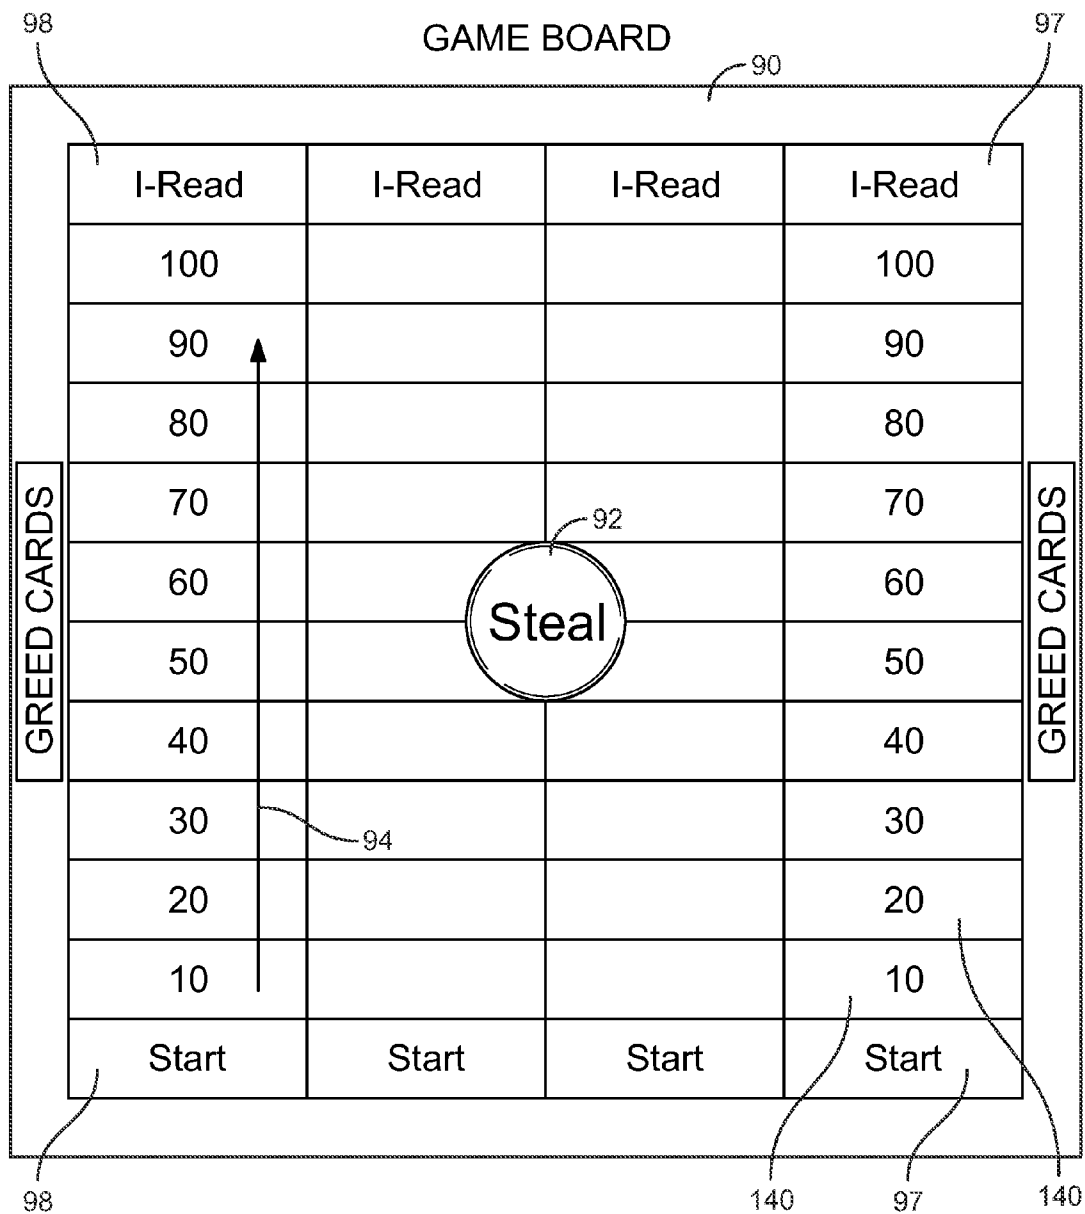 98
GAME BOARD
97
90
I-Read I-Read I-Read I-Read
100 100
90 90
80 80
70 70
92
60 60
Steal
50 50
GREED CARDS
GREED CARDS
40 40
30 30
94
20 20
10 10
Start Start Start Start
98 140 97 140